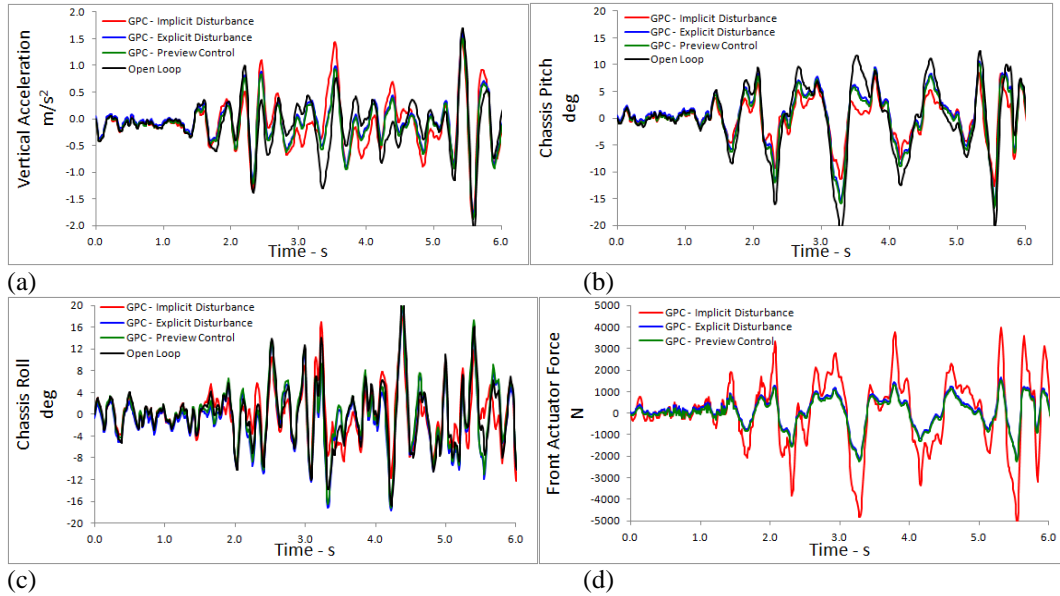 GPC - Implicit Disturbance
GPC - Explicit Disturbance
GPC - Preview Control
Open Loop
Vertical Acceleration
m/s²
2.0
1.5
1.0
0.5
0.0
-0.5
-1.0
-1.5
-2.0
0.0 1.0 2.0 3.0 4.0 5.0 6.0
Time - s
(a)
GPC - Implicit Disturbance
GPC - Explicit Disturbance
GPC - Preview Control
Open Loop
Chassis Pitch
deg
20
15
10
5
0
-5
-10
-15
-20
0.0 1.0 2.0 3.0 4.0 5.0 6.0
Time - s
(b)
GPC - Implicit Disturbance
GPC - Explicit Disturbance
GPC - Preview Control
Open Loop
Chassis Roll
deg
20
16
12
8
4
0
-4
-8
-12
-16
-20
0.0 1.0 2.0 3.0 4.0 5.0 6.0
Time - s
(c)
GPC - Implicit Disturbance
GPC - Explicit Disturbance
GPC - Preview Control
Front Actuator Force
N
5000
4000
3000
2000
1000
0
-1000
-2000
-3000
-4000
-5000
0.0 1.0 2.0 3.0 4.0 5.0 6.0
Time - s
(d)